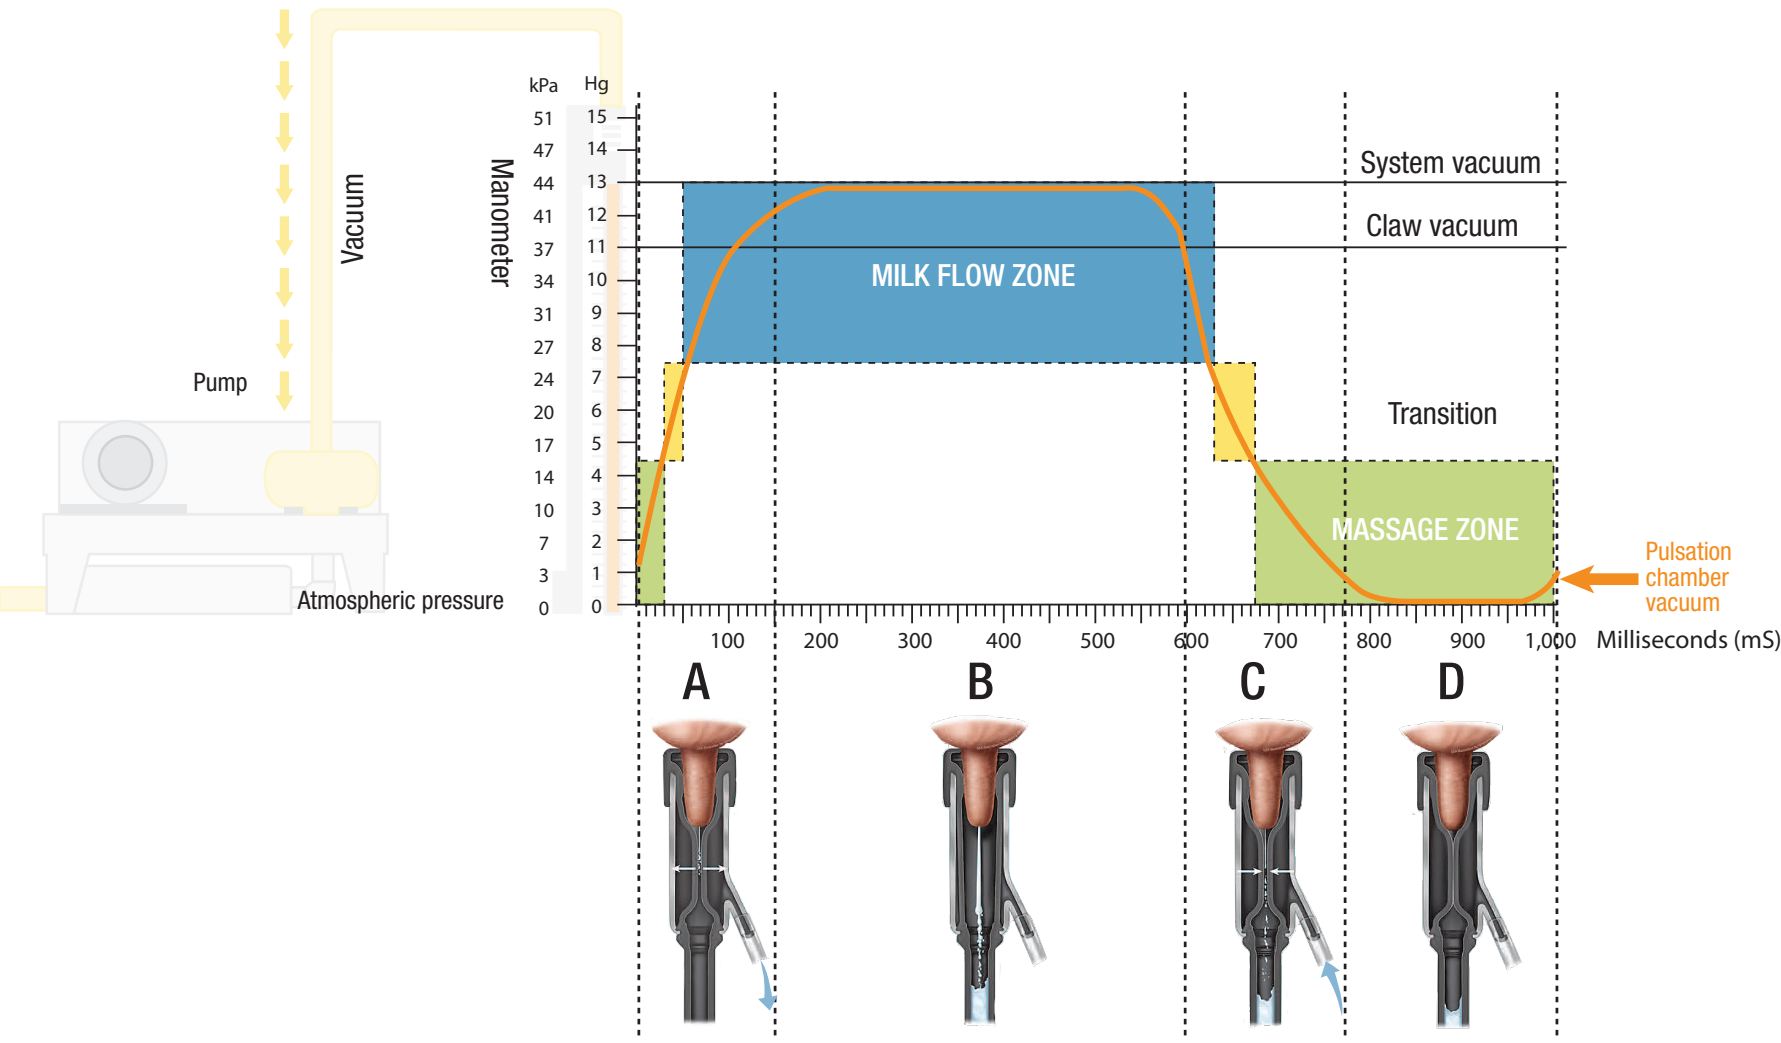 kPa Hg
51 15
47 14
44 13
41 12
37 11
34 10
31 9
27 8
24 7
20 6
17 5
14 4
10 3
7 2
3 1
0 0
Manometer
Vacuum
Pump
Atmospheric pressure
System vacuum
Claw vacuum
MILK FLOW ZONE
Transition
MASSAGE ZONE
Pulsation
chamber
vacuum
100 200 300 400 500 600 700 800 900 1,000 Milliseconds (mS)
A B C D